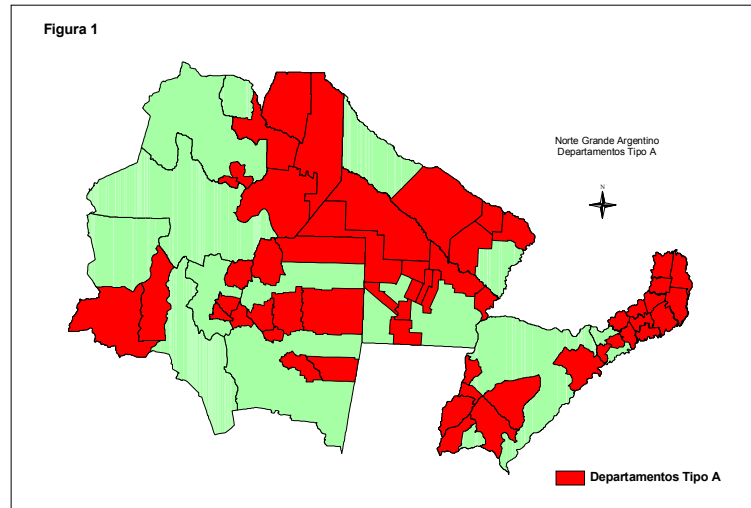 Figura 1
Norte Grande Argentino
Departamentos Tipo A
N
Departamentos Tipo A